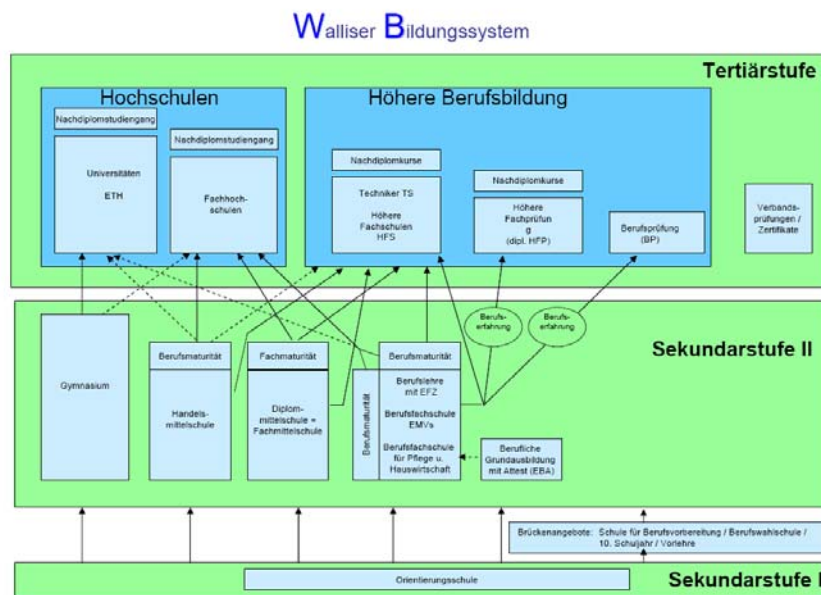 Walliser Bildungssystem
Tertiärstufe
Hochschulen
Höhere Berufsbildung
Nachdiplomstudiengang
Nachdiplomstudiengang
Universitäten
ETH
Fachhoch-
schulen
Nachdiplomkurse
Techniker TS
Höhere
Fachschulen
HFS
Nachdiplomkurse
Höhere
Fachprüfun
g
(dipl. HFP)
Berufsprüfung
(BP)
Verbands-
prüfungen /
Zertifikate
Sekundarstufe II
Berufs-
erfahrung
Berufs-
erfahrung
Gymnasium
Berufsmaturität
Handels-
mittelschule
Fachmaturität
Diplom-
mittelschule =
Fachmittelschule
Berufsmaturität
Berufsmaturität
Berufslehre
mit EFZ
Berufsfachschule
EMVs
Berufsfachschule
für Pflege u.
Hauswirtschaft
Berufliche
Grundausbildung
mit Attest (EBA)
Brückenangebote: Schule für Berufsvorbereitung / Berufswahlschule /
10. Schuljahr / Vorlehre
Orientierungsschule
Sekundarstufe I